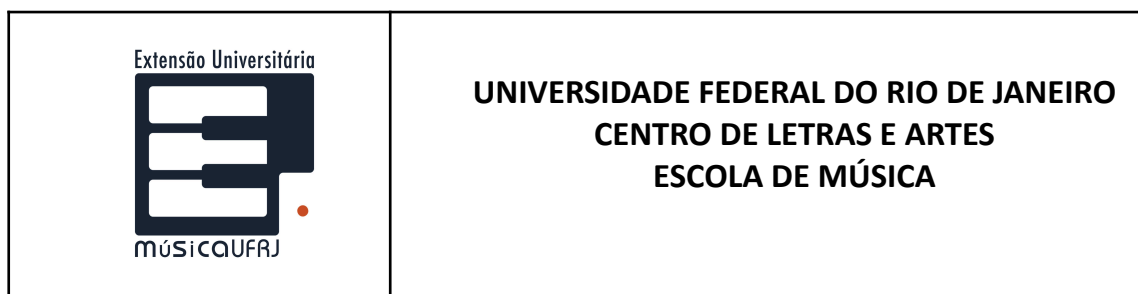 Extensão Universitária
músicaUFRJ
UNIVERSIDADE FEDERAL DO RIO DE JANEIRO
CENTRO DE LETRAS E ARTES
ESCOLA DE MÚSICA